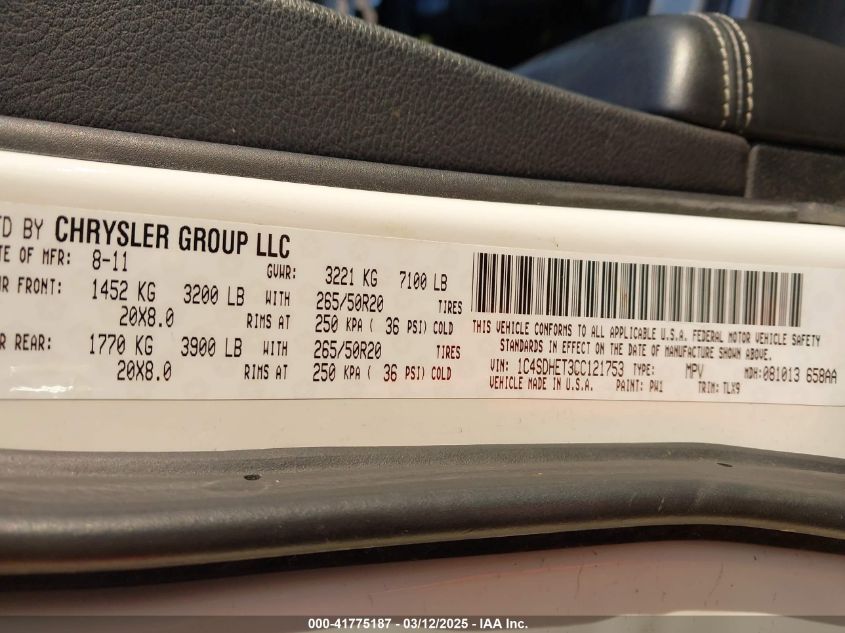 TD BY CHRYSLER GROUP LLC
TE OF MFR: 8-11 GVWR: 3221 KG 7100 LB
R FRONT: 1452 KG 3200 LB WITH 265/50R20 TIRES
20X8.0 RIMS AT 250 KPA ( 36 PSI) COLD
R REAR: 1770 KG 3900 LB WITH 265/50R20 TIRES
20X8.0 RIMS AT 250 KPA ( 36 PSI) COLD
THIS VEHICLE CONFORMS TO ALL APPLICABLE U.S.A. FEDERAL MOTOR VEHICLE SAFETY
STANDARDS IN EFFECT ON THE DATE OF MANUFACTURE SHOWN ABOVE.
VIN: 1C4SDHET3CC121753 TYPE: MPV MDH:081013 658AA
VEHICLE MADE IN U.S.A. PAINT: PW1 TRIM: TLX9
000-41775187 - 03/12/2025 - IAA Inc.